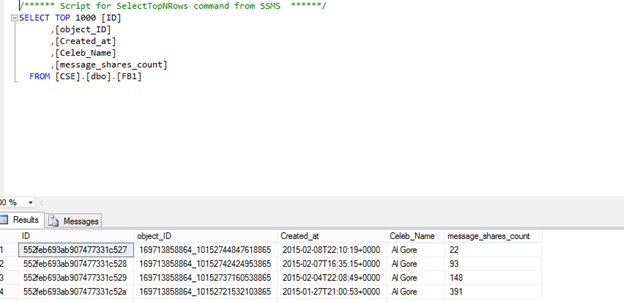 /****** Script for SelectTopNRows command from SSMS ******/
SELECT TOP 1000 [ID]
,[object_ID]
,[Created_at]
,[Celeb_Name]
,[message_shares_count]
FROM [CSE].[dbo].[FB1]
00 %
Results Messages
ID object_ID Created_at Celeb_Name message_shares_count
1 552feb693ab907477331c527 169713858864_10152744847618865 2015-02-08T22:10:19+0000 Al Gore 22
2 552feb693ab907477331c528 169713858864_10152742424953865 2015-02-07T16:35:15+0000 Al Gore 93
3 552feb693ab907477331c529 169713858864_10152737160538865 2015-02-04T22:08:49+0000 Al Gore 148
4 552feb693ab907477331c52a 169713858864_10152721532103865 2015-01-27T21:00:53+0000 Al Gore 391